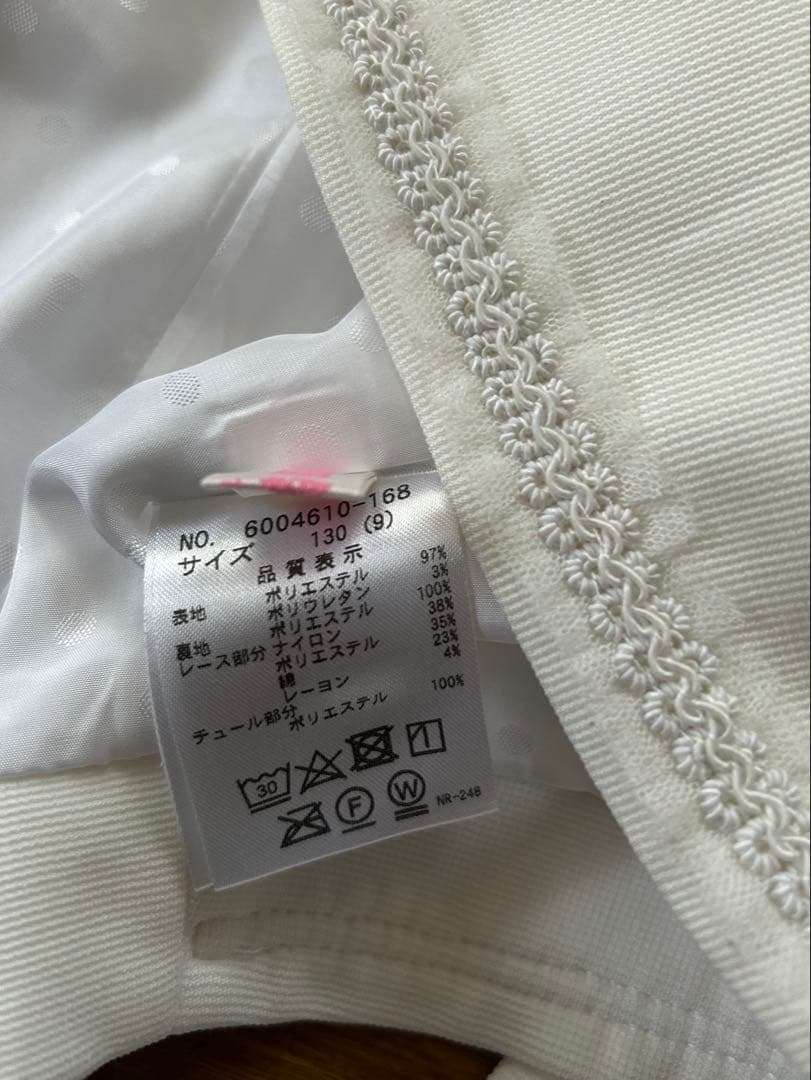 NO. 6004610-168
サイズ 130 (9)
品質表示
表地 ポリエステル 97%
ポリウレタン 3%
裏地 ポリエステル 100%
レース部分 ナイロン 38%
ポリエステル 35%
綿 23%
レーヨン 4%
チュール部分 ポリエステル 100%
30
F
W
NR-248